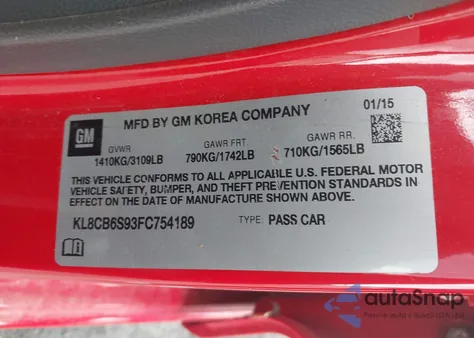 MFD BY GM KOREA COMPANY 01/15
GM
GVWR GAWR FRT. GAWR RR.
1410KG/3109LB 790KG/1742LB 710KG/1565LB
THIS VEHICLE CONFORMS TO ALL APPLICABLE U.S. FEDERAL MOTOR
VEHICLE SAFETY, BUMPER, AND THEFT PREVENTION STANDARDS IN
EFFECT ON THE DATE OF MANUFACTURE SHOWN ABOVE.
KL8CB6S93FC754189 TYPE: PASS CAR
autoSnap